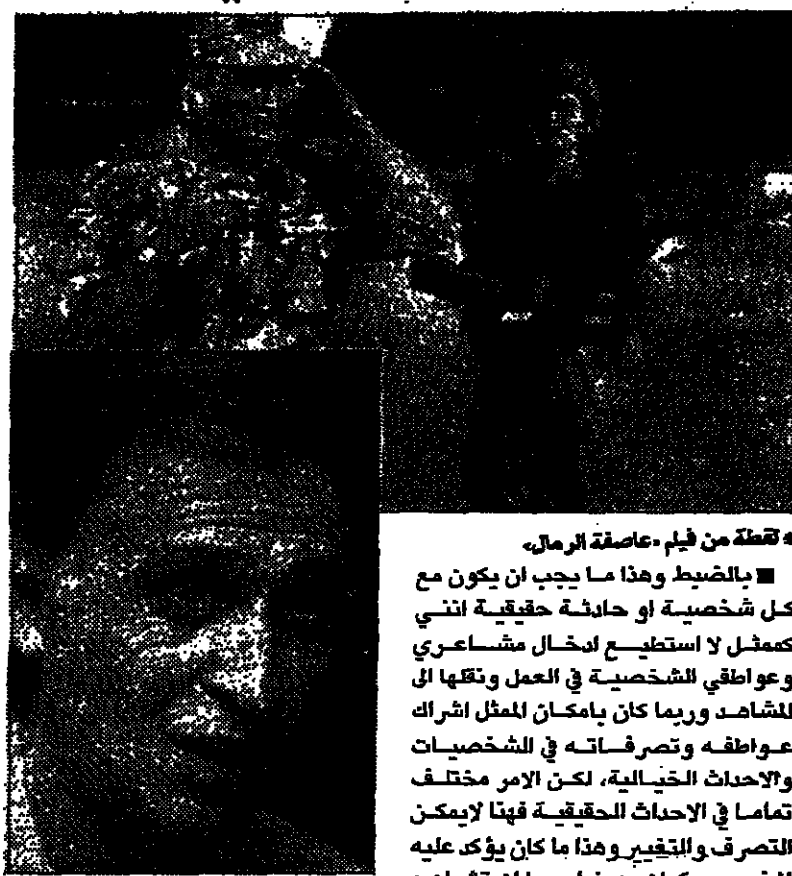 لقطة من فيلم «عاصفة الرمال»
■ بالضبط وهذا ما يجب ان يكون مع
كل شخصية او حادثة حقيقية انني
كممثل لا استطيع ادخال مشاعري
وعواطفي الشخصية في العمل ونقلها الى
المشاهد وربما كان بامكان الممثل اشراك
عواطفه وتصرفاته في الشخصيات
والاحداث الخيالية، لكن الامر مختلف
تماما في الاحداث الحقيقية فهنا لايمكن
التصرف والتغيير وهذا ما كان يؤكد عليه